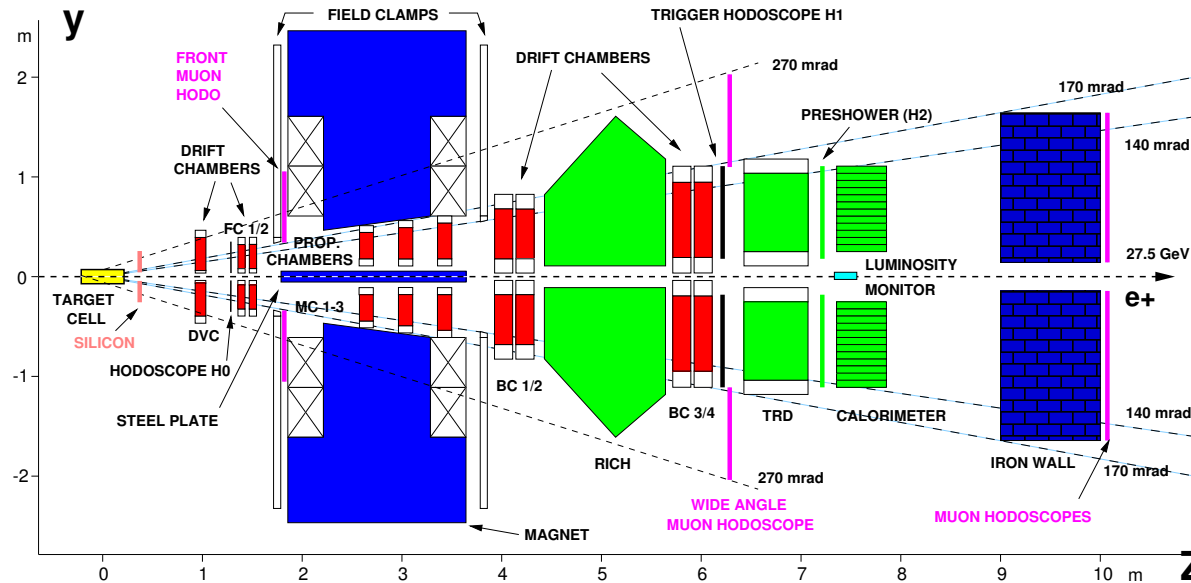 y
m
2
1
0
-1
-2
FIELD CLAMPS
TRIGGER HODOSCOPE H1
FRONT
MUON
HODO
DRIFT CHAMBERS
270 mrad
170 mrad
PRESHOWER (H2)
140 mrad
DRIFT
CHAMBERS
FC 1/2
PROP.
CHAMBERS
27.5 GeV
LUMINOSITY
MONITOR
e+
TARGET
CELL
SILICON
DVC
MC 1-3
HODOSCOPE H0
STEEL PLATE
BC 1/2
BC 3/4
TRD
CALORIMETER
140 mrad
RICH
IRON WALL
170 mrad
270 mrad
WIDE ANGLE
MUON HODOSCOPE
MUON HODOSCOPES
MAGNET
0 1 2 3 4 5 6 7 8 9 10 m
Z